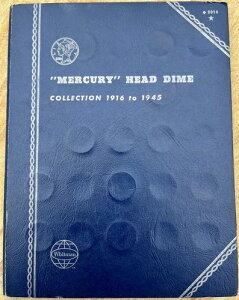 "MERCURY" HEAD DIME
COLLECTION 1916 to 1945
Whitman